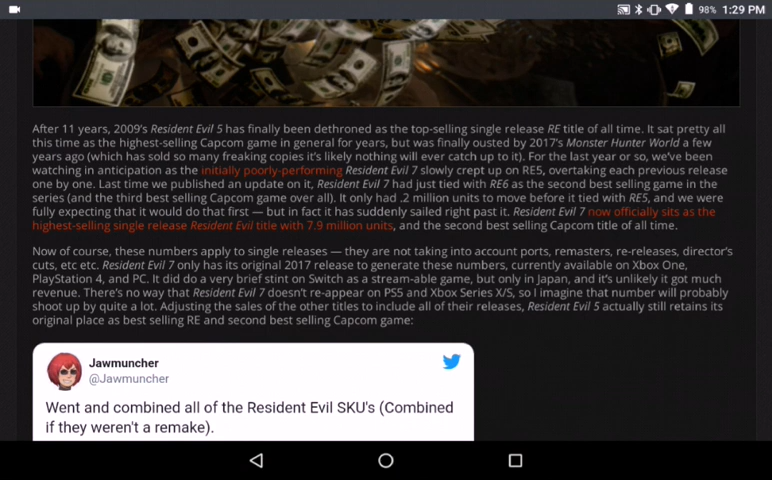 98% 1:29 PM
After 11 years, 2009's Resident Evil 5 has finally been dethroned as the top-selling single release RE title of all time. It sat pretty all
this time as the highest-selling Capcom game in general for years, but was finally ousted by 2017's Monster Hunter World a few
years ago (which has sold so many freaking copies it's likely nothing will ever catch up to it). For the last year or so, we've been
watching in anticipation as the initially poorly-performing Resident Evil 7 slowly crept up on RE5, overtaking each previous release
one by one. Last time we published an update on it, Resident Evil 7 had just tied with RE6 as the second best selling game in the
series (and the third best selling Capcom game over all). It only had .2 million units to move before it tied with RE5, and we were
fully expecting that it would do that first — but in fact it has suddenly sailed right past it. Resident Evil 7 now officially sits as the
highest-selling single release Resident Evil title with 7.9 million units, and the second best selling Capcom title of all time.
Now of course, these numbers apply to single releases — they are not taking into account ports, remasters, re-releases, director's
cuts, etc etc. Resident Evil 7 only has its original 2017 release to generate these numbers, currently available on Xbox One,
PlayStation 4, and PC. It did do a very brief stint on Switch as a stream-able game, but only in Japan, and it's unlikely it got much
revenue. There's no way that Resident Evil 7 doesn't re-appear on PS5 and Xbox Series X/S, so I imagine that number will probably
shoot up by quite a lot. Adjusting the sales of the other titles to include all of their releases, Resident Evil 5 actually still retains its
original place as best selling RE and second best selling Capcom game:
Jawmuncher
@Jawmuncher
Went and combined all of the Resident Evil SKU's (Combined
if they weren't a remake).